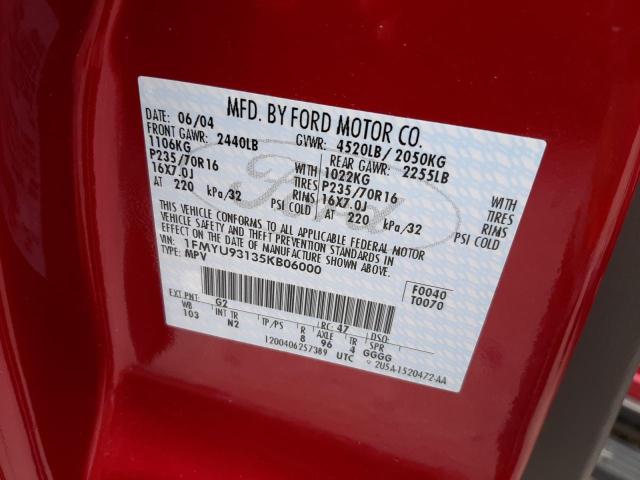 MFD. BY FORD MOTOR CO.
DATE: 06/04 GVWR: 4520LB/ 2050KG
FRONT GAWR: 2440LB REAR GAWR: 2255LB
1106KG WITH 1022KG WITH
P235/70R16 TIRES P235/70R16 TIRES
16X7.0J RIMS 16X7.0J RIMS
AT 220 kPa/32 PSI COLD AT 220 kPa/32 PSI COLD
THIS VEHICLE CONFORMS TO ALL APPLICABLE FEDERAL MOTOR
VEHICLE SAFETY AND THEFT PREVENTION STANDARDS IN
EFFECT ON THE DATE OF MANUFACTURE SHOWN ABOVE.
1FMYU93135KB06000
TYPE: MPV
F0040
T0070
EXT PNT: G2 RC: 47 DSO:
WB INT TR TP/PS R AXLE TR SPR
103 N2 8 96 4 GGGG
1200406257389 UTC 2U5A-1520472-AA
Ford